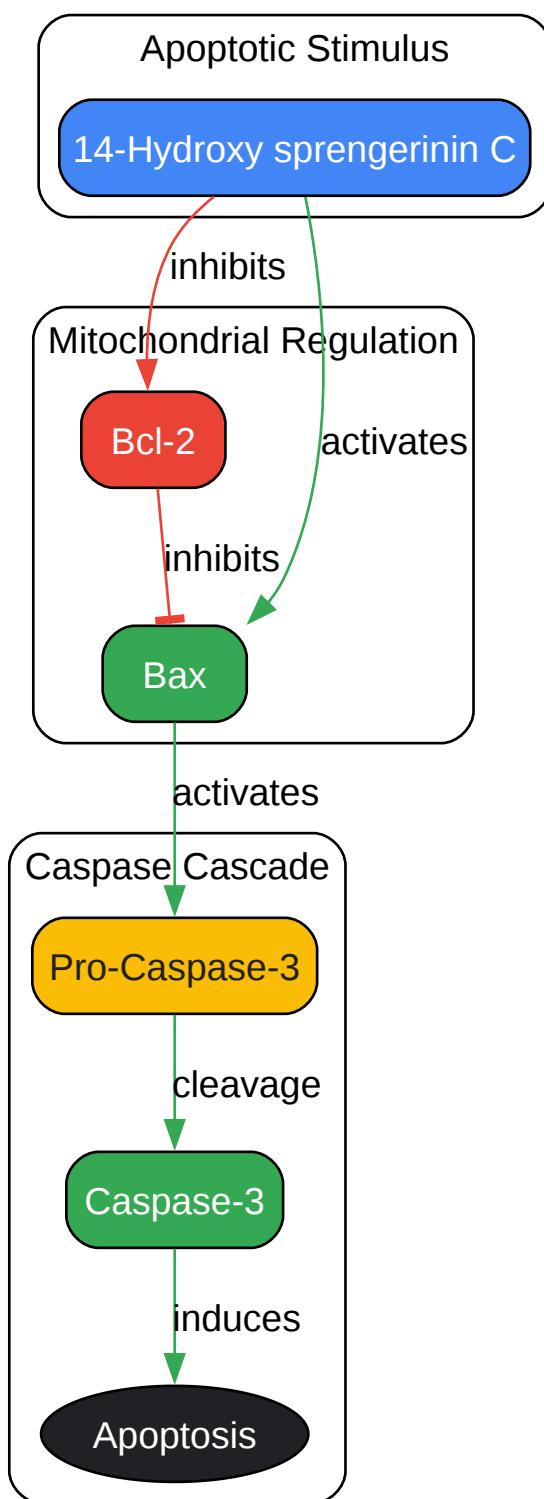 Apoptotic Stimulus
14-Hydroxy sprengerinin C
inhibits
Mitochondrial Regulation
Bcl-2
activates
inhibits
Bax
activates
Caspase Cascade
Pro-Caspase-3
cleavage
Caspase-3
induces
Apoptosis